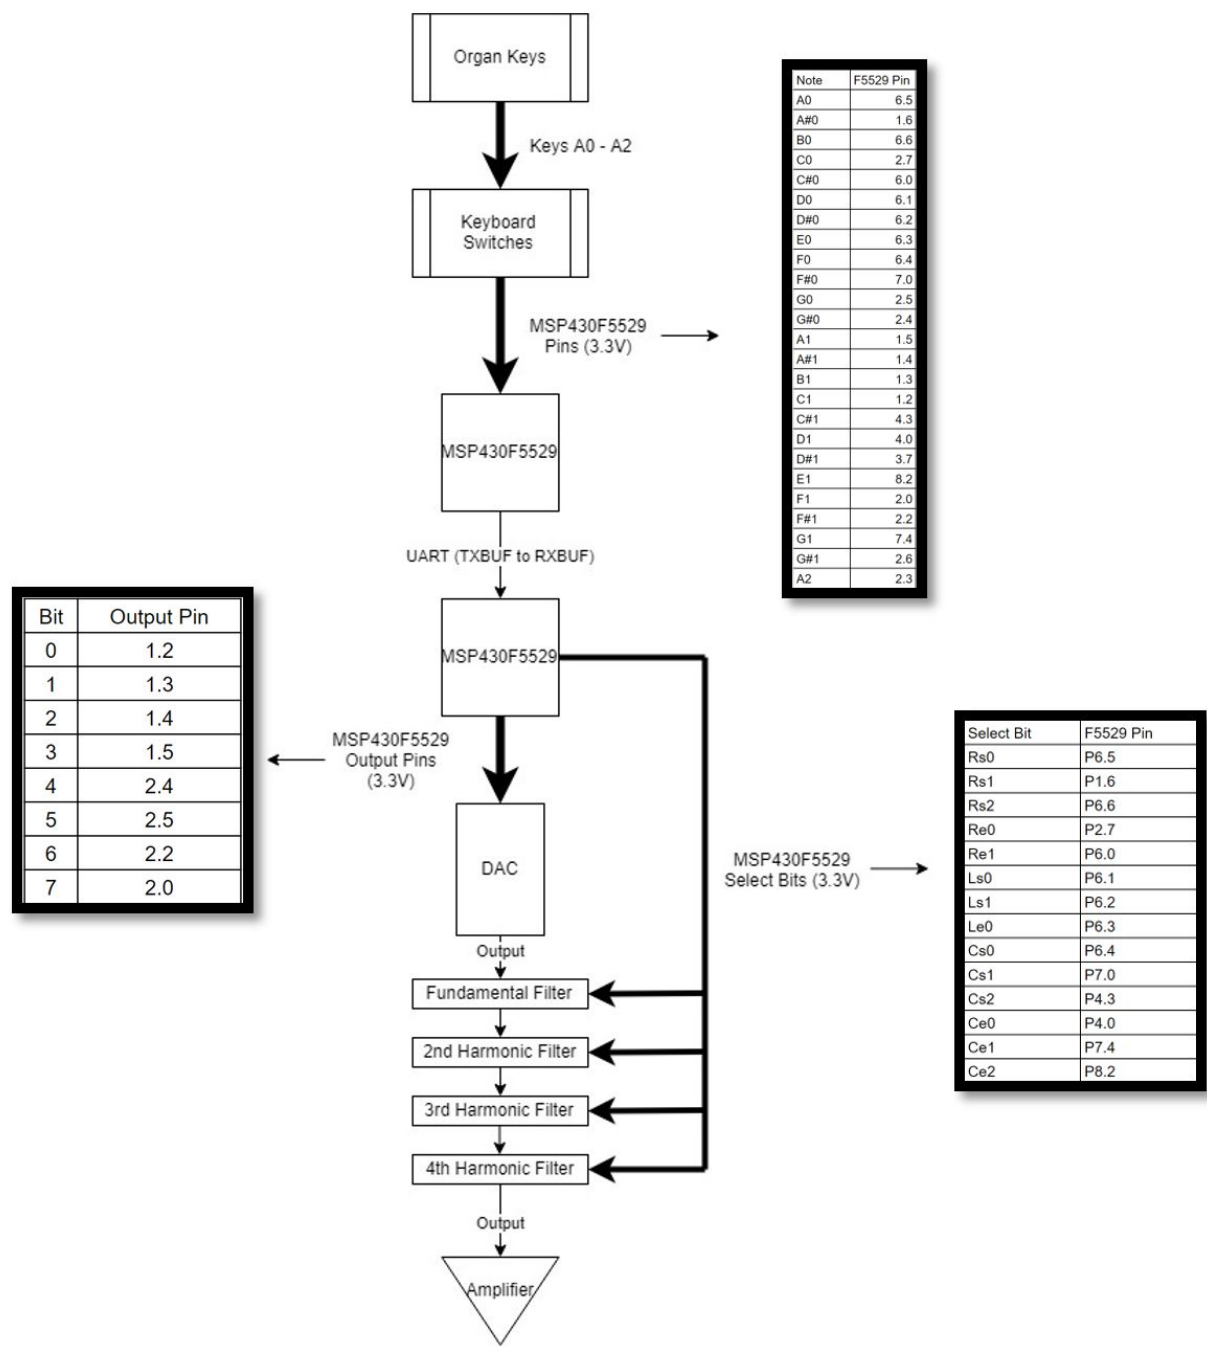 Organ Keys
Keys A0 - A2
Keyboard
Switches
MSP430F5529
Pins (3.3V)
Note F5529 Pin
A0 6.5
A#0 1.6
B0 6.6
C0 2.7
C#0 6.0
D0 6.1
D#0 6.2
E0 6.3
F0 6.4
F#0 7.0
G0 2.5
G#0 2.4
A1 1.5
A#1 1.4
B1 1.3
C1 1.2
C#1 4.3
D1 4.0
D#1 3.7
E1 8.2
F1 2.0
F#1 2.2
G1 7.4
G#1 2.6
A2 2.3
MSP430F5529
UART (TXBUF to RXBUF)
MSP430F5529
MSP430F5529
Output Pins
(3.3V)
Bit Output Pin
0 1.2
1 1.3
2 1.4
3 1.5
4 2.4
5 2.5
6 2.2
7 2.0
DAC
MSP430F5529
Select Bits (3.3V)
Select Bit F5529 Pin
Rs0 P6.5
Rs1 P1.6
Rs2 P6.6
Re0 P2.7
Re1 P6.0
Ls0 P6.1
Ls1 P6.2
Le0 P6.3
Cs0 P6.4
Cs1 P7.0
Cs2 P4.3
Ce0 P4.0
Ce1 P7.4
Ce2 P8.2
Output
Fundamental Filter
2nd Harmonic Filter
3rd Harmonic Filter
4th Harmonic Filter
Output
Amplifier